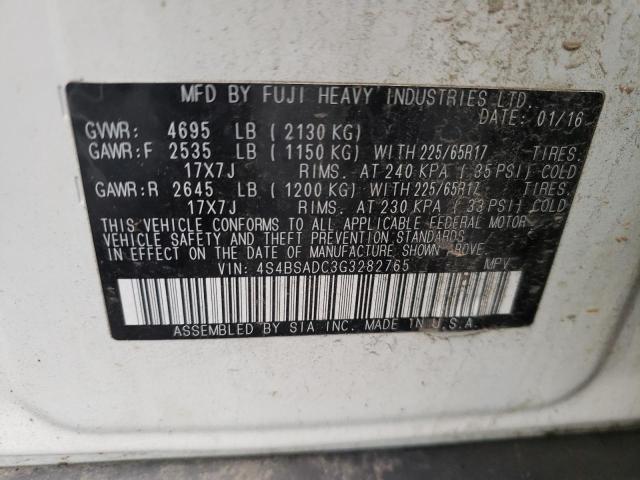 MFD BY FUJI HEAVY INDUSTRIES LTD.
DATE: 01/16
GVWR: 4695 LB (2130 KG)
GAWR:F 2535 LB (1150 KG) WITH 225/65R17 TIRES.
17X7J RIMS. AT 240 KPA (35 PSI) COLD
GAWR:R 2645 LB (1200 KG) WITH 225/65R17 TIRES.
17X7J RIMS. AT 230 KPA (33 PSI) COLD
THIS VEHICLE CONFORMS TO ALL APPLICABLE FEDERAL MOTOR
VEHICLE SAFETY AND THEFT PREVENTION STANDARDS
IN EFFECT ON THE DATE OF MANUFACTURE SHOWN ABOVE.
VIN: 4S4BSADC3G3282765 MPV
ASSEMBLED BY SIA INC. MADE IN U.S.A.